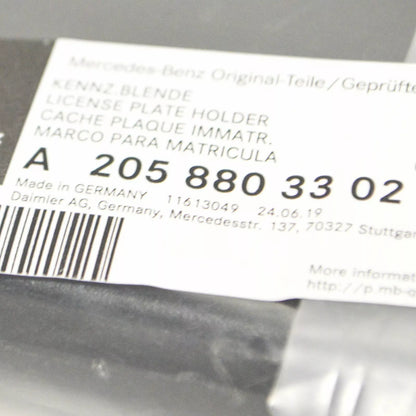 Mercedes-Benz Original-Teile/Geprüfte
KENNZ.BLENDE
LICENSE PLATE HOLDER
CACHE PLAQUE IMMATR.
MARCO PARA MATRICULA
A 205 880 33 02
Made in GERMANY 11613049 24.06.19
Daimler AG, Germany, Mercedesstr. 137, 70327 Stuttgar
More informat
http://p.mb-o